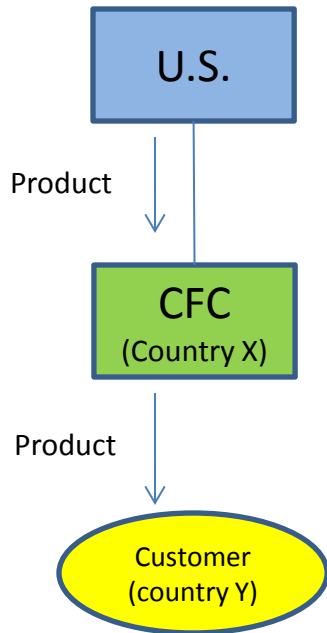 U.S.
Product
CFC
(Country X)
Product
Customer
(country Y)